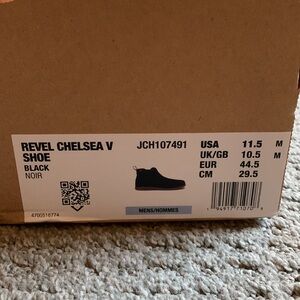 REVEL CHELSEA V
SHOE
BLACK
NOIR
4700516774
JCH107491
MENS/HOMMES
USA 11.5 M
UK/GB 10.5 M
EUR 44.5
CM 29.5